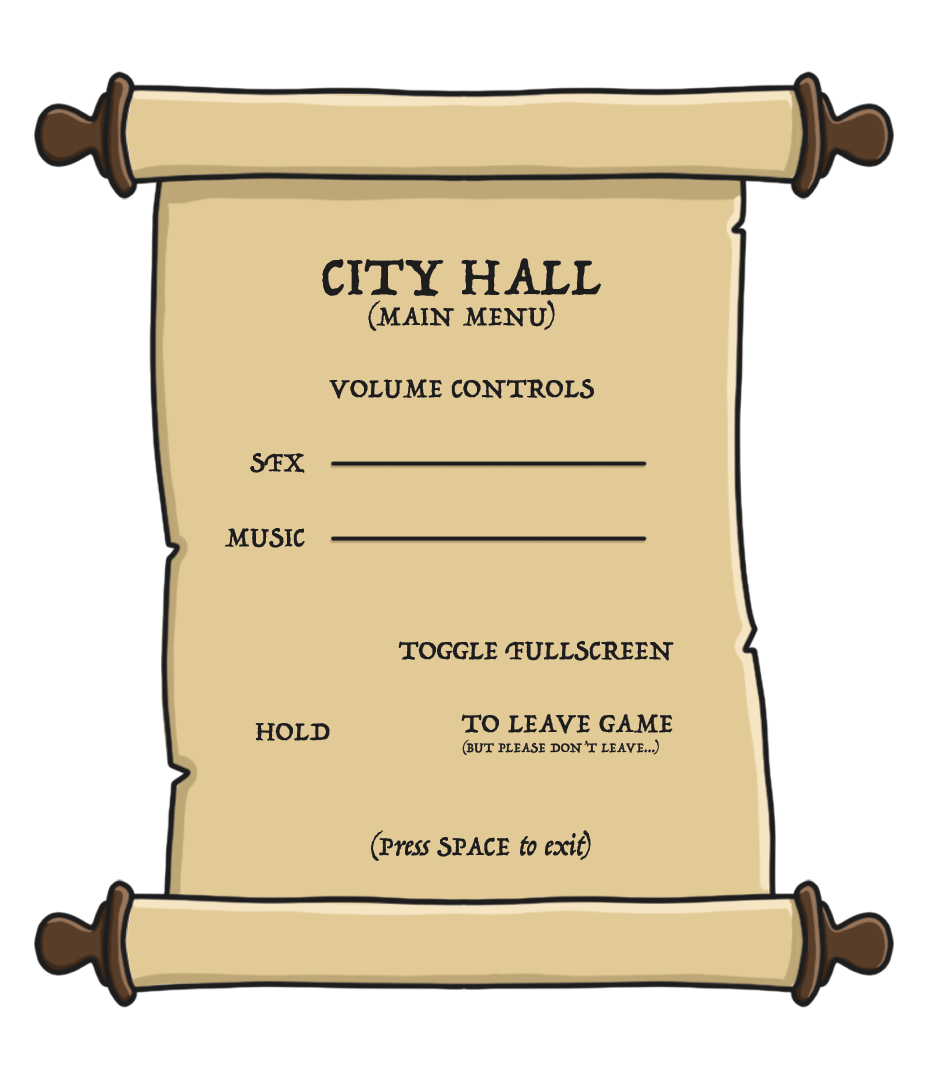 CITY HALL
(MAIN MENU)
VOLUME CONTROLS
SFX
MUSIC
TOGGLE FULLSCREEN
HOLD TO LEAVE GAME
(BUT PLEASE DON'T LEAVE...)
(Press SPACE to exit)